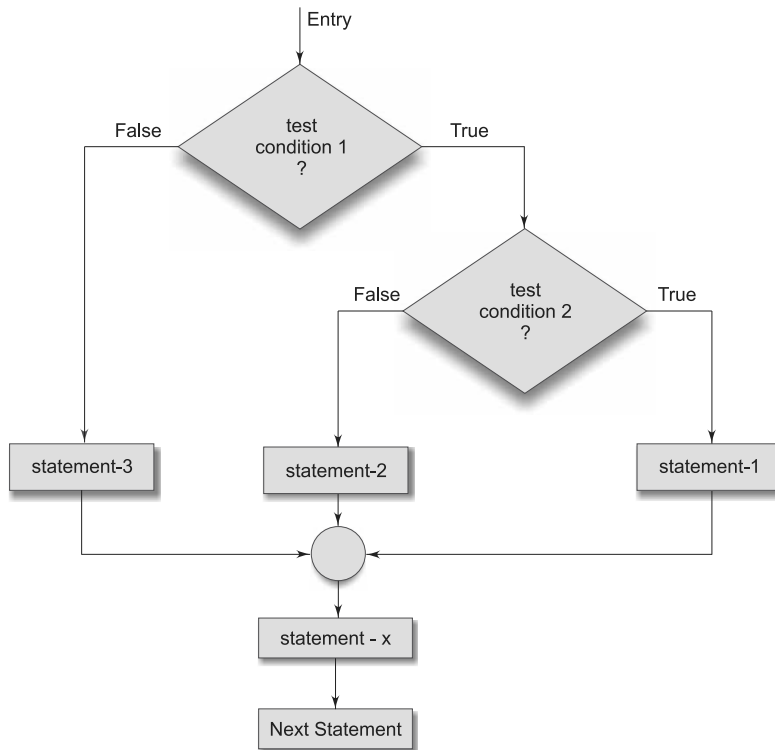 Entry
test
condition 1
?
False
True
test
condition 2
?
False
True
statement-3
statement-2
statement-1
statement - x
Next Statement